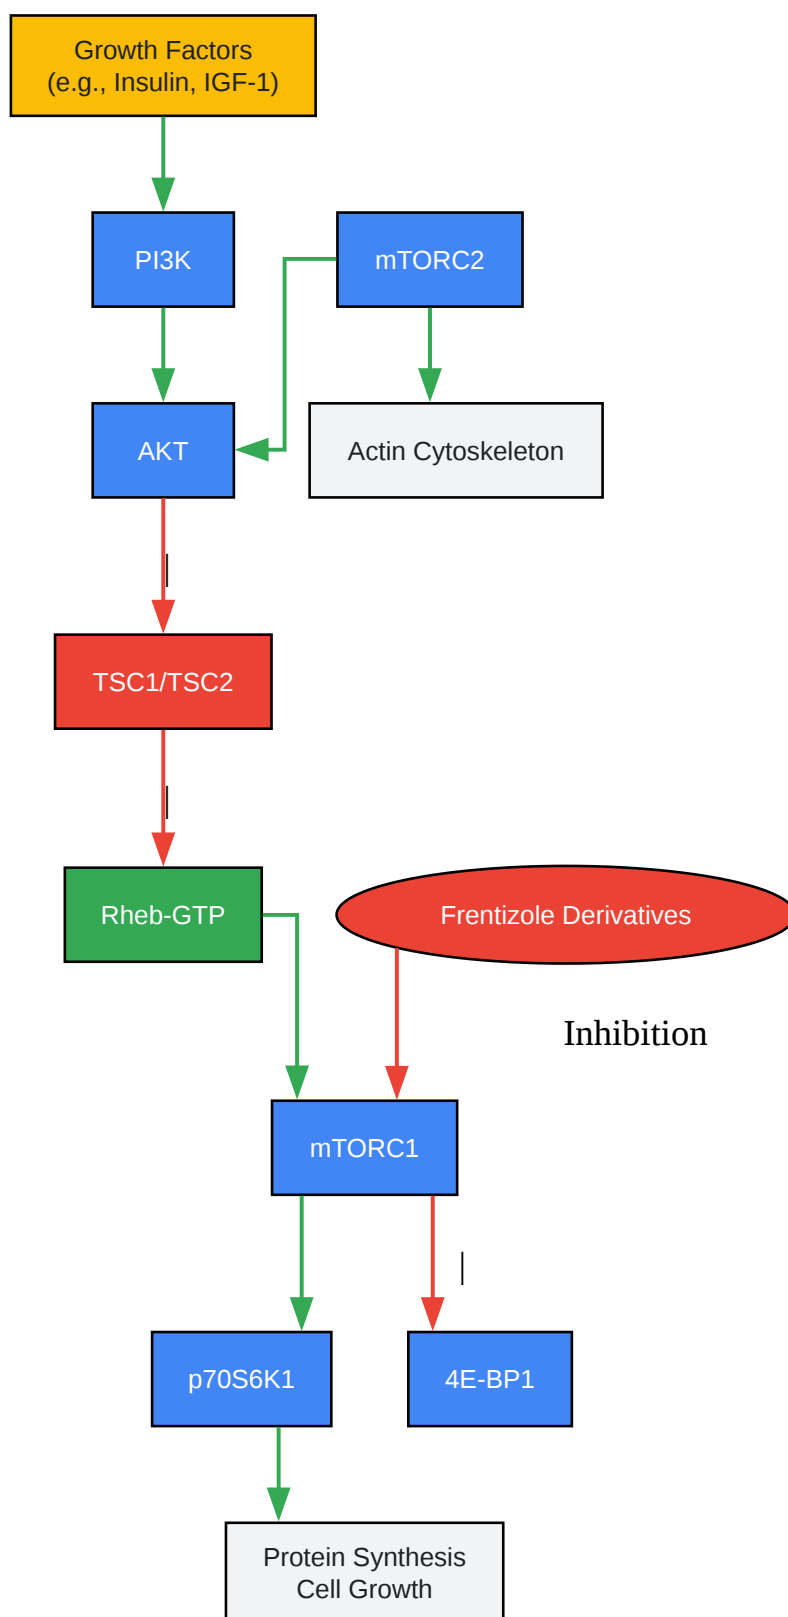 Growth Factors
(e.g., Insulin, IGF-1)
PI3K
mTORC2
AKT
Actin Cytoskeleton
|
TSC1/TSC2
|
Rheb-GTP
Frentizole Derivatives
Inhibition
mTORC1
|
p70S6K1
4E-BP1
Protein Synthesis
Cell Growth